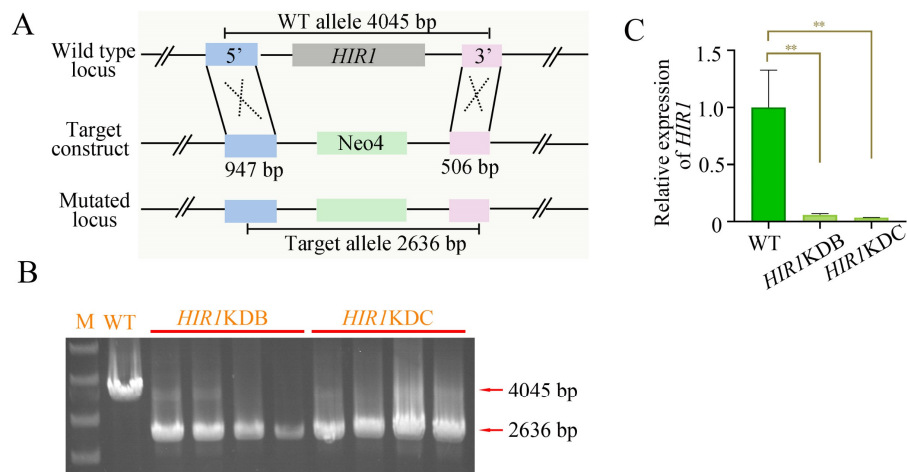 A
WT allele 4045 bp
Wild type
locus
5’
HIR1
3’
Target
construct
Neo4
947 bp
506 bp
Mutated
locus
Target allele 2636 bp
C
Relative expression
of HIR1
1.5
1.0
0.5
0
**
**
WT
HIR1KDB
HIR1KDC
B
M
WT
HIR1KDB
HIR1KDC
4045 bp
2636 bp